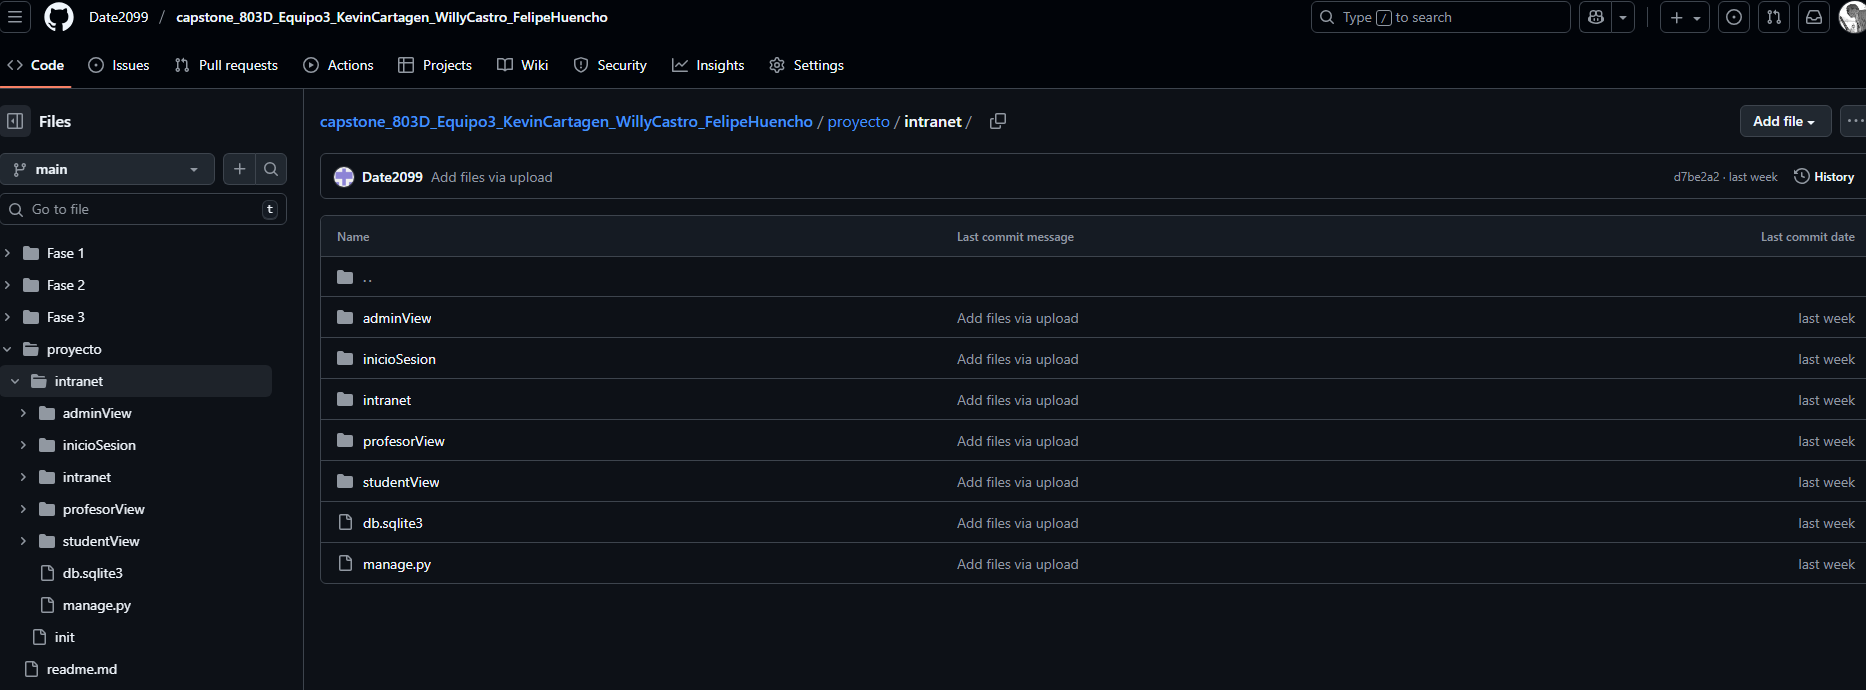 Date2099 / capstone_803D_Equipo3_KevinCartagen_WillyCastro_FelipeHuencho
Type / to search
Code Issues Pull requests Actions Projects Wiki Security Insights Settings
Files
main
Go to file t
Fase 1
Fase 2
Fase 3
proyecto
intranet
adminView
inicioSesion
intranet
profesorView
studentView
db.sqlite3
manage.py
init
readme.md
capstone_803D_Equipo3_KevinCartagen_WillyCastro_FelipeHuencho / proyecto / intranet /
Add file
Date2099 Add files via upload d7be2a2 · last week History
Name Last commit message Last commit date
..
adminView Add files via upload last week
inicioSesion Add files via upload last week
intranet Add files via upload last week
profesorView Add files via upload last week
studentView Add files via upload last week
db.sqlite3 Add files via upload last week
manage.py Add files via upload last week